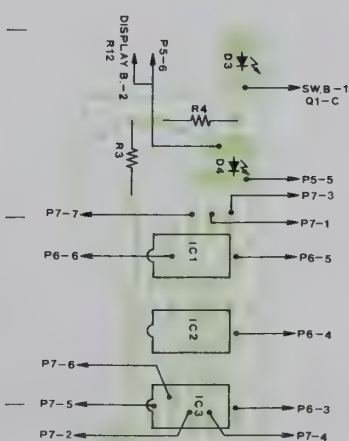 DISPLAY B.-2
R12
P5-6
D3
SW.B-1
Q1-C
R4
R3
D4
P5-5
P7-3
P7-7
P7-1
IC1
P6-6
P6-5
IC2
P6-4
P7-6
P7-5
IC3
P6-3
P7-2
P7-4